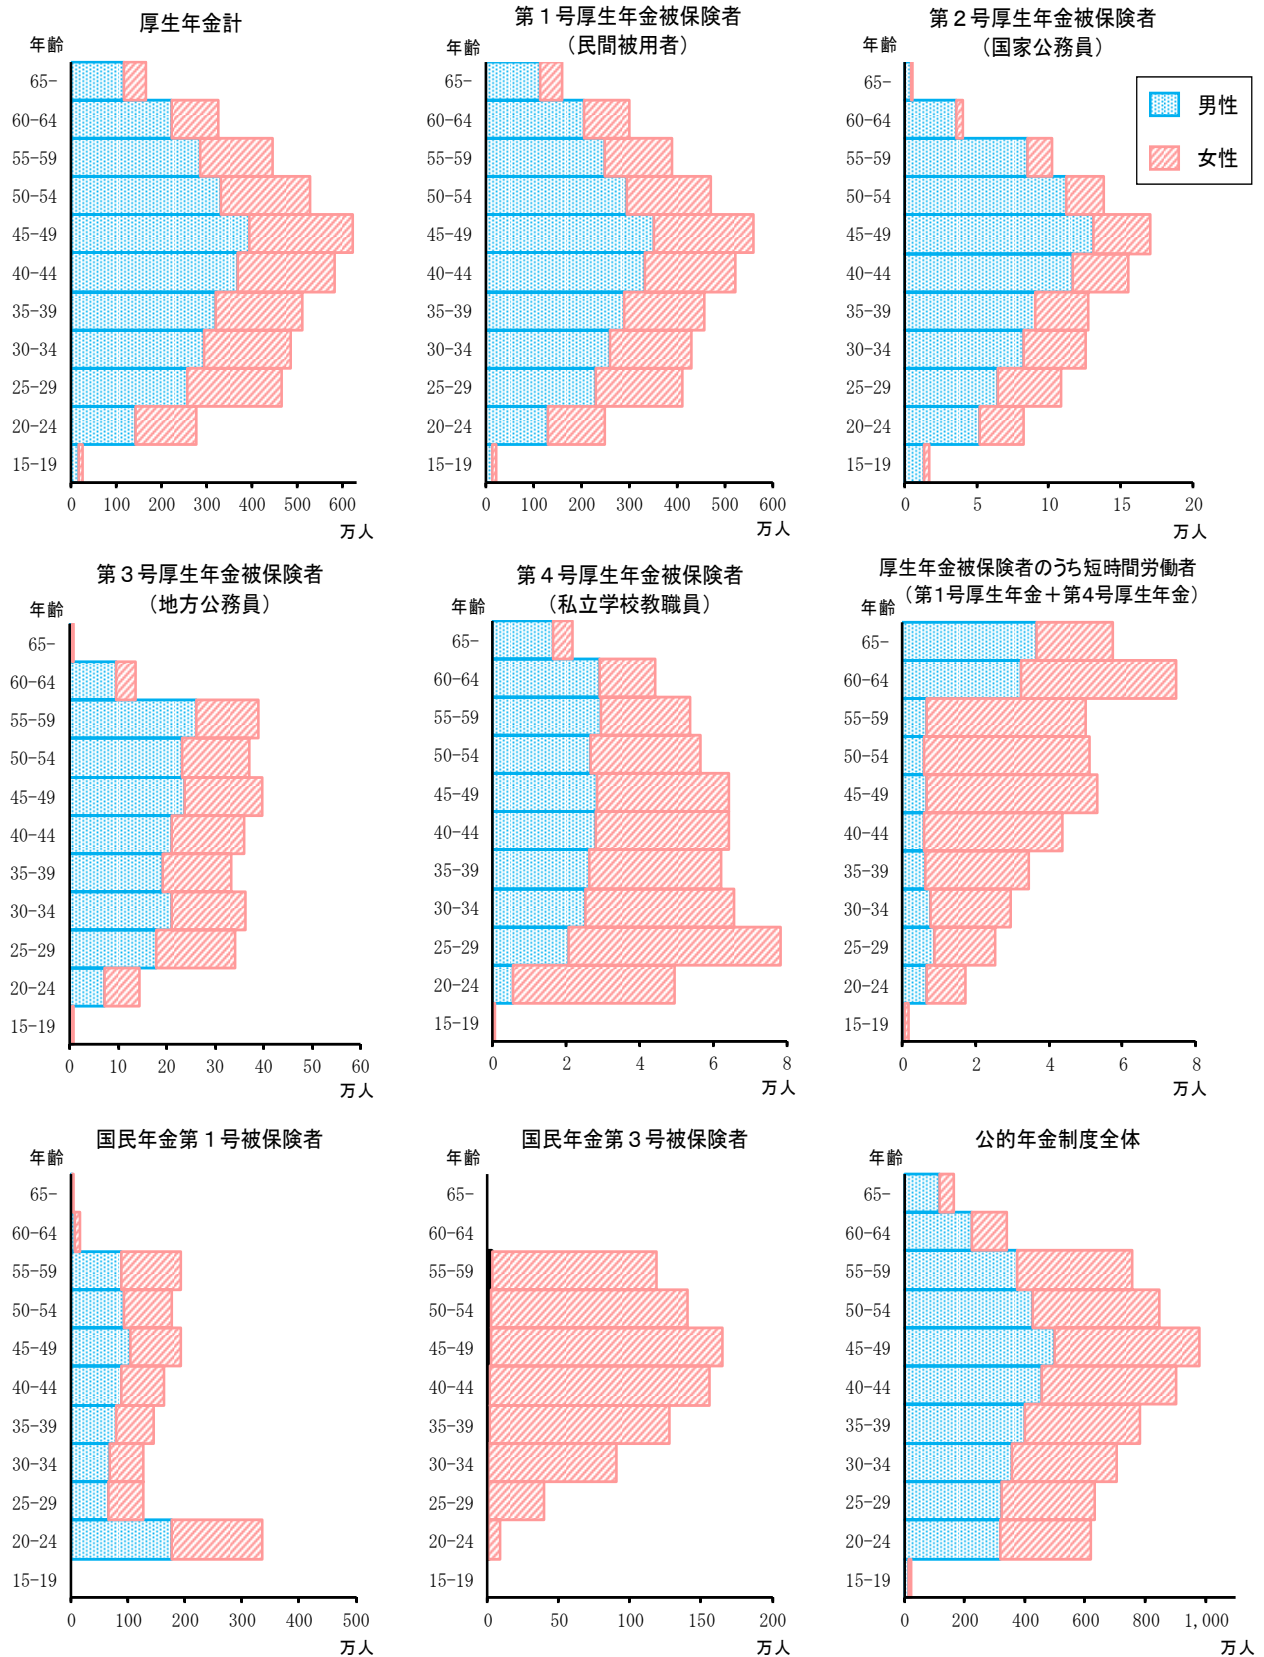 厚生年金計
年齢
65-
60-64
55-59
50-54
45-49
40-44
35-39
30-34
25-29
20-24
15-19
0 100 200 300 400 500 600
万人
第１号厚生年金被保険者
（民間被用者）
年齢
65-
60-64
55-59
50-54
45-49
40-44
35-39
30-34
25-29
20-24
15-19
0 100 200 300 400 500 600
万人
第２号厚生年金被保険者
（国家公務員）
年齢
65-
60-64
55-59
50-54
45-49
40-44
35-39
30-34
25-29
20-24
15-19
0 5 10 15 20
万人
男性
女性
第３号厚生年金被保険者
（地方公務員）
年齢
65-
60-64
55-59
50-54
45-49
40-44
35-39
30-34
25-29
20-24
15-19
0 10 20 30 40 50 60
万人
第４号厚生年金被保険者
（私立学校教職員）
年齢
65-
60-64
55-59
50-54
45-49
40-44
35-39
30-34
25-29
20-24
15-19
0 2 4 6 8
万人
厚生年金被保険者のうち短時間労働者
（第1号厚生年金＋第4号厚生年金）
年齢
65-
60-64
55-59
50-54
45-49
40-44
35-39
30-34
25-29
20-24
15-19
0 2 4 6 8
万人
国民年金第１号被保険者
年齢
65-
60-64
55-59
50-54
45-49
40-44
35-39
30-34
25-29
20-24
15-19
0 100 200 300 400 500
万人
国民年金第３号被保険者
年齢
65-
60-64
55-59
50-54
45-49
40-44
35-39
30-34
25-29
20-24
15-19
0 50 100 150 200
万人
公的年金制度全体
年齢
65-
60-64
55-59
50-54
45-49
40-44
35-39
30-34
25-29
20-24
15-19
0 200 400 600 800 1,000
万人